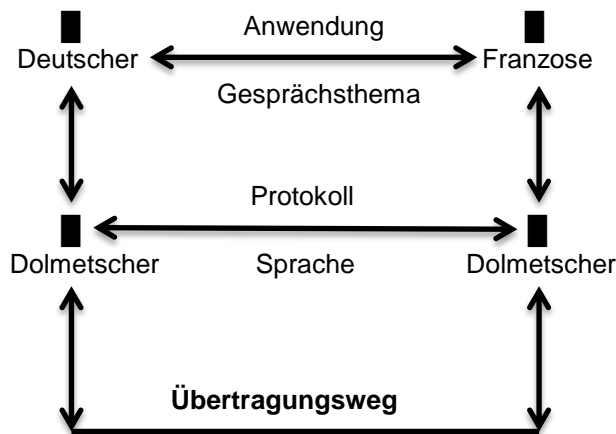 Anwendung
Deutscher
Franzose
Gesprächsthema
Protokoll
Dolmetscher
Sprache
Dolmetscher
Übertragungsweg